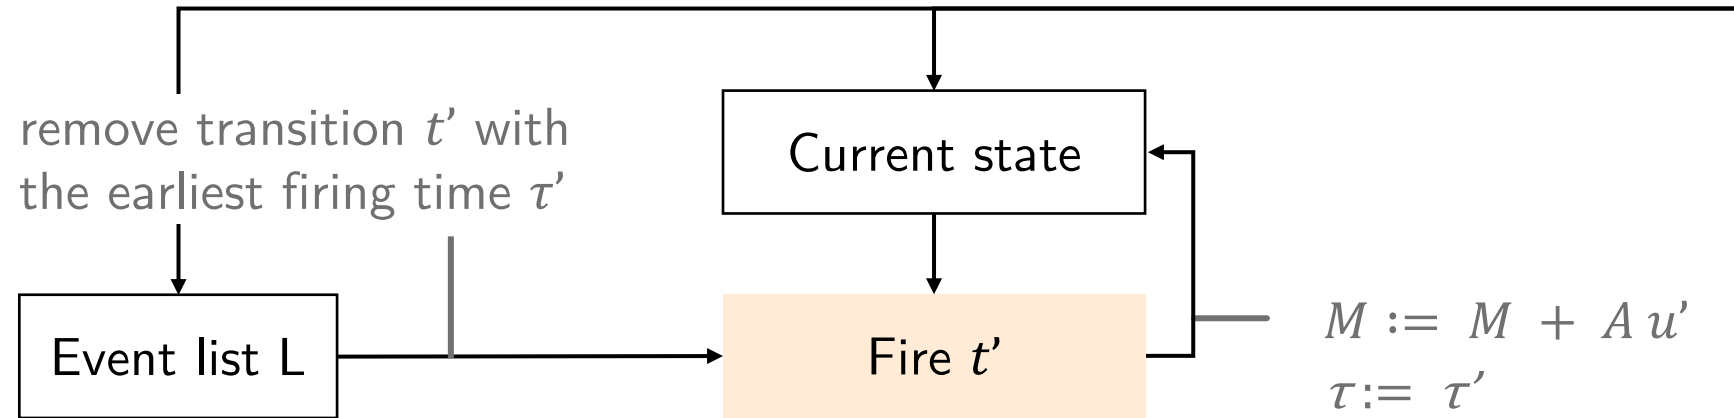 remove transition t’ with
the earliest firing time τ’
Current state
Event list L
Fire t’
M := M + A u’
τ := τ’